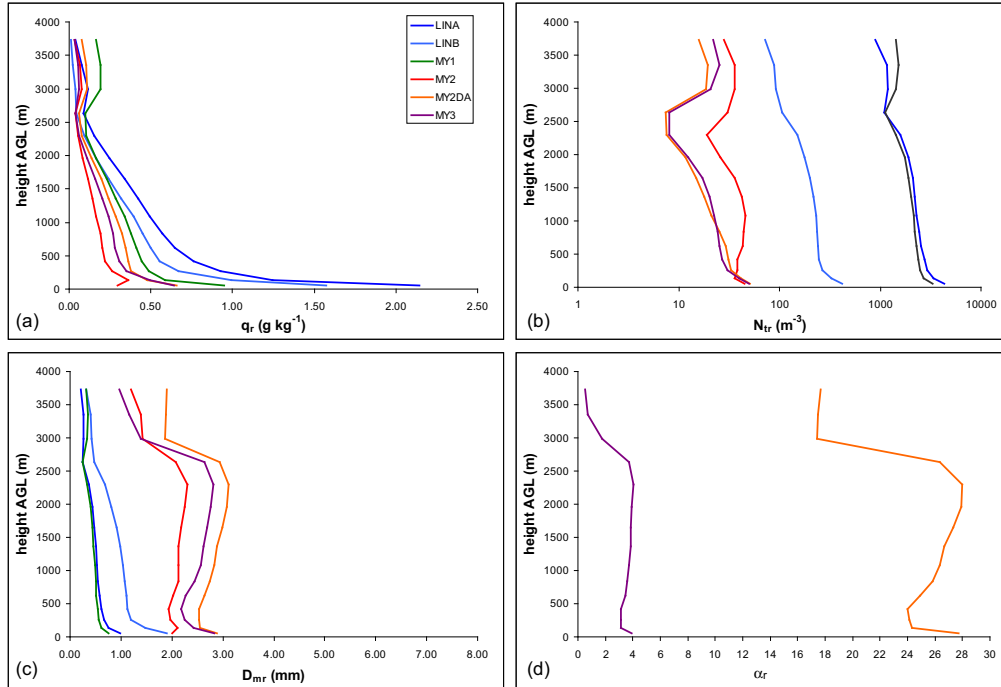 4000
3500
3000
2500
2000
1500
1000
500
0
height AGL (m)
LINA
LINB
MY1
MY2
MY2DA
MY3
0.00 0.50 1.00 1.50 2.00 2.50
(a)
qr (g kg-1)
4000
3500
3000
2500
2000
1500
1000
500
0
height AGL (m)
1 10 100 1000 10000
(b)
Ntr (m-3)
4000
3500
3000
2500
2000
1500
1000
500
0
height AGL (m)
0.00 1.00 2.00 3.00 4.00 5.00 6.00 7.00 8.00
(c)
Dmr (mm)
4000
3500
3000
2500
2000
1500
1000
500
0
height AGL (m)
0 2 4 6 8 10 12 14 16 18 20 22 24 26 28 30
(d)
αr